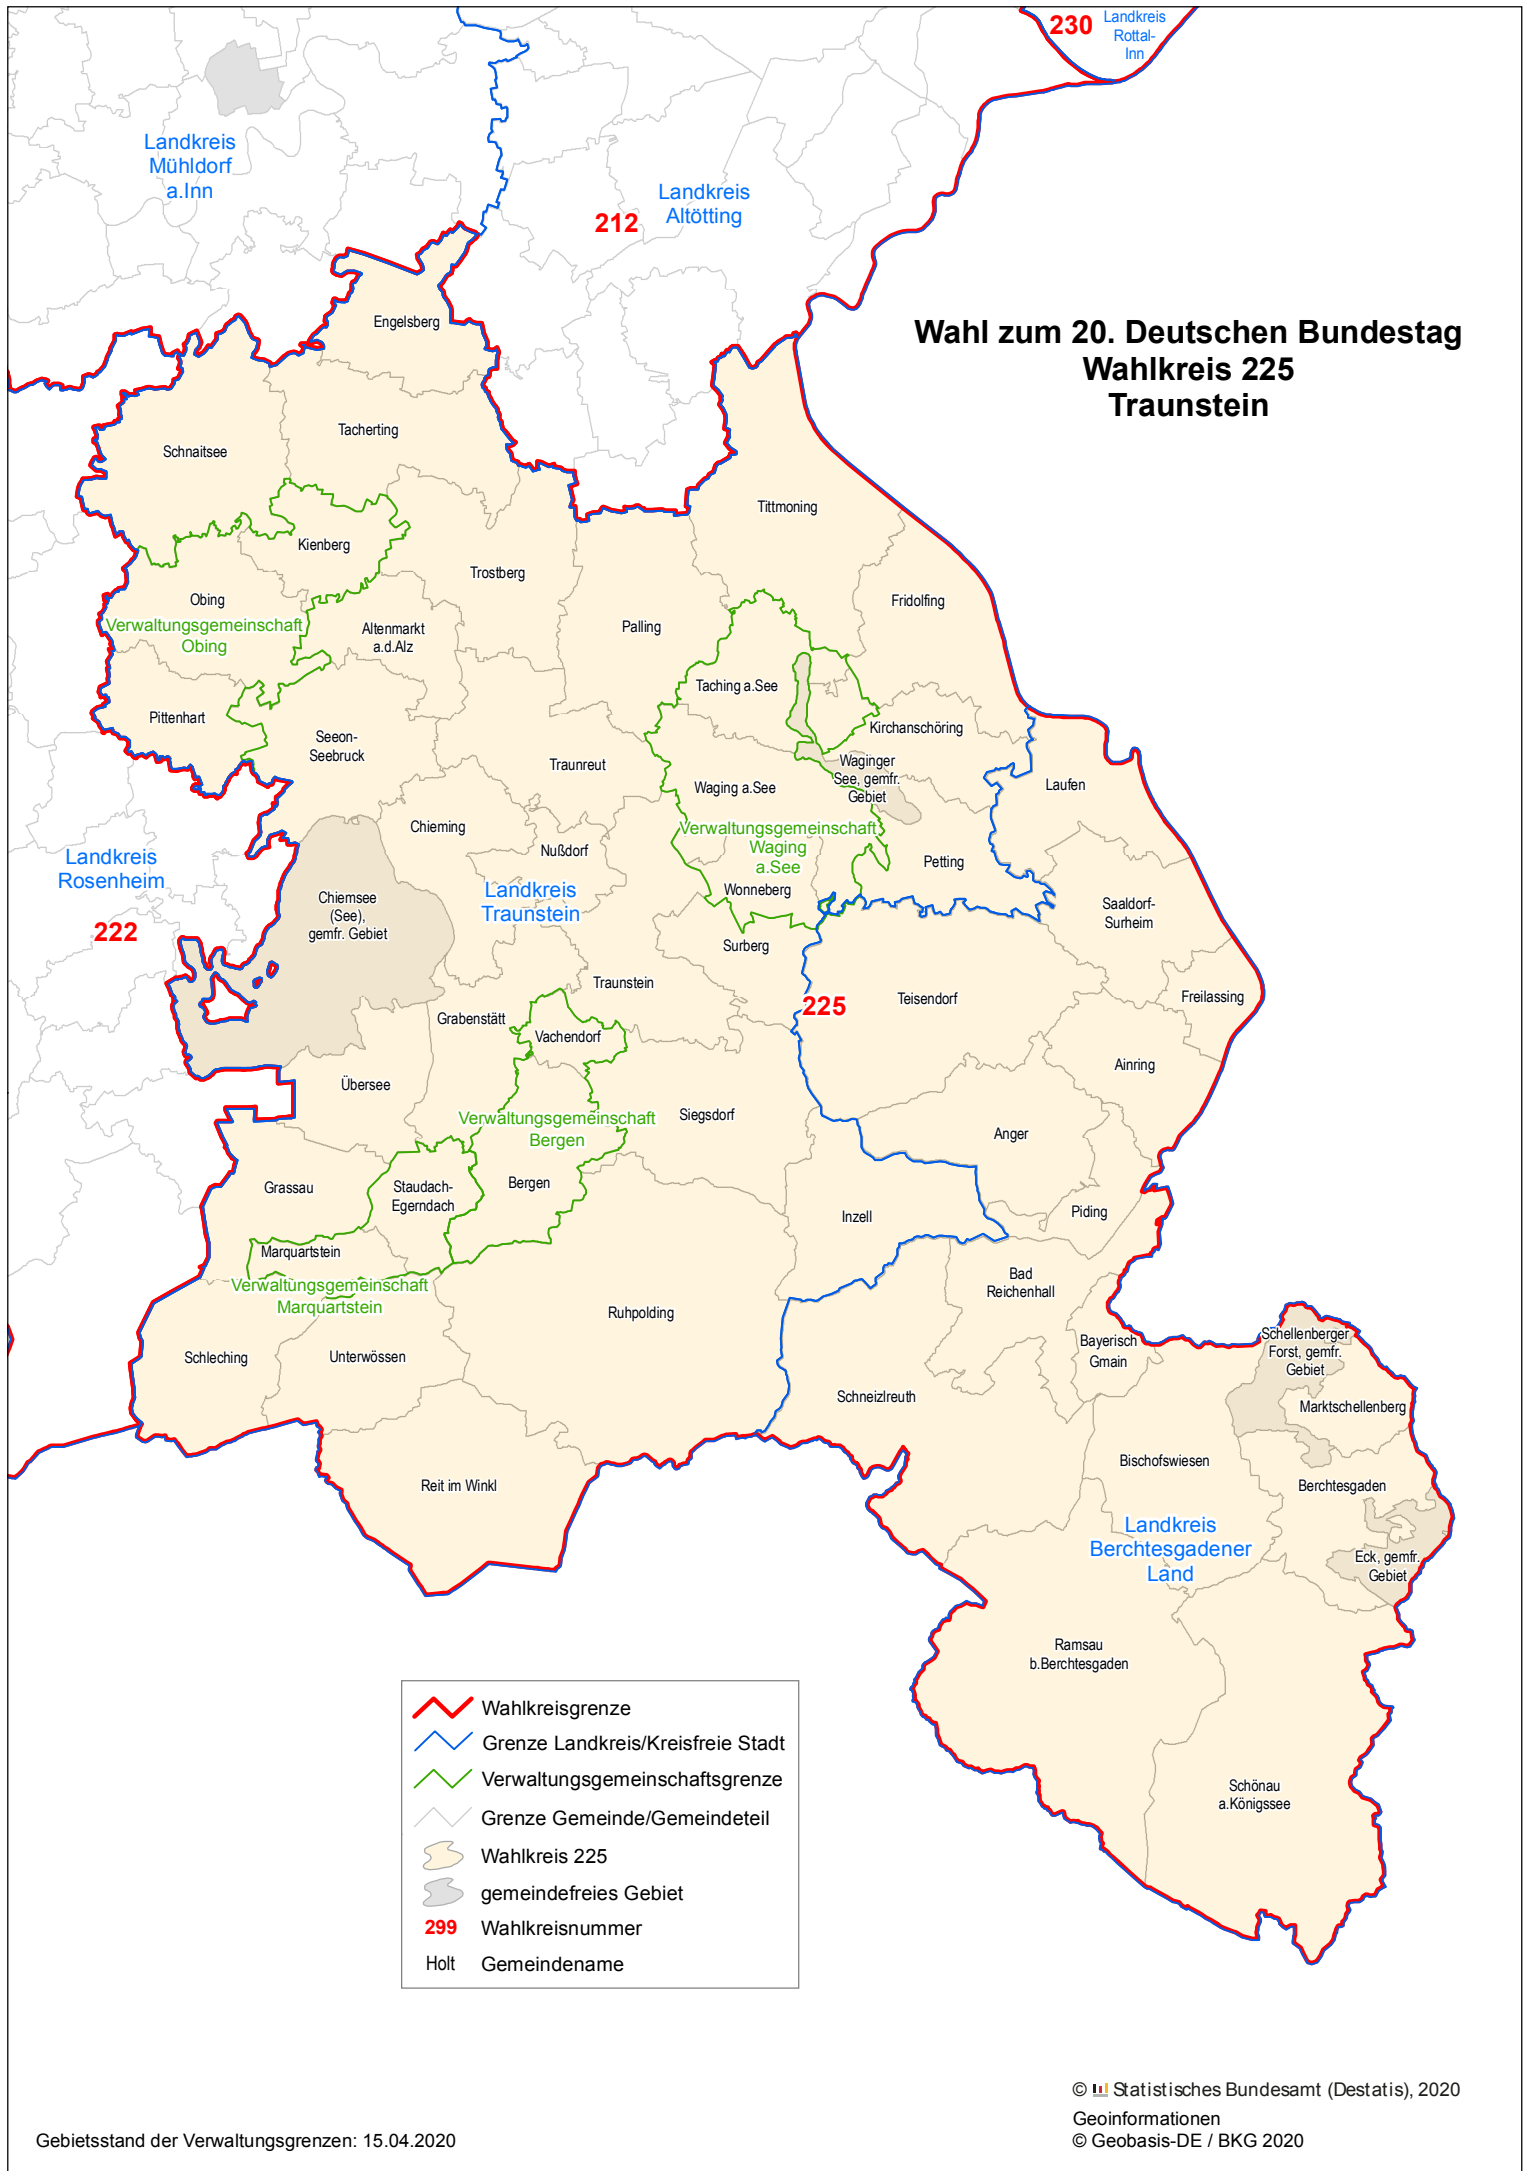 230
Landkreis
Rottal-
Inn
Landkreis
Mühldorf
a.Inn
Landkreis
Altötting
212
Wahl zum 20. Deutschen Bundestag
Wahlkreis 225
Traunstein
Engelsberg
Tacherting
Schnaitsee
Tittmoning
Kienberg
Trostberg
Obing
Verwaltungsgemeinschaft
Obing
Altenmarkt
a.d.Alz
Palling
Fridolfing
Taching a.See
Pittenhart
Kirchanschöring
Seeon-
Seebruck
Traunreut
Waginger
See, gemfr.
Gebiet
Waging a.See
Laufen
Chieming
Verwaltungsgemeinschaft
Waging
a.See
Nußdorf
Petting
Landkreis
Rosenheim
Landkreis
Traunstein
Wonneberg
Chiemsee
(See),
gemfr. Gebiet
Saaldorf-
Surheim
222
Surberg
Traunstein
Teisendorf
Freilassing
225
Grabenstätt
Vachendorf
Übersee
Ainring
Verwaltungsgemeinschaft
Bergen
Siegsdorf
Anger
Grassau
Staudach-
Egerndach
Bergen
Inzell
Piding
Marquartstein
Verwaltungsgemeinschaft
Marquartstein
Bad
Reichenhall
Ruhpolding
Schleching
Unterwössen
Bayerisch
Gmain
Schellenberger
Forst, gemfr.
Gebiet
Schneizlreuth
Marktschellenberg
Bischofswiesen
Reit im Winkl
Berchtesgaden
Landkreis
Berchtesgadener
Land
Eck, gemfr.
Gebiet
Ramsau
b.Berchtesgaden
Schönau
a.Königssee
Wahlkreisgrenze
Grenze Landkreis/Kreisfreie Stadt
Verwaltungsgemeinschaftsgrenze
Grenze Gemeinde/Gemeindeteil
Wahlkreis 225
gemeindefreies Gebiet
299 Wahlkreisnummer
Holt Gemeindename
© Statistisches Bundesamt (Destatis), 2020
Geoinformationen
© Geobasis-DE / BKG 2020
Gebietsstand der Verwaltungsgrenzen: 15.04.2020